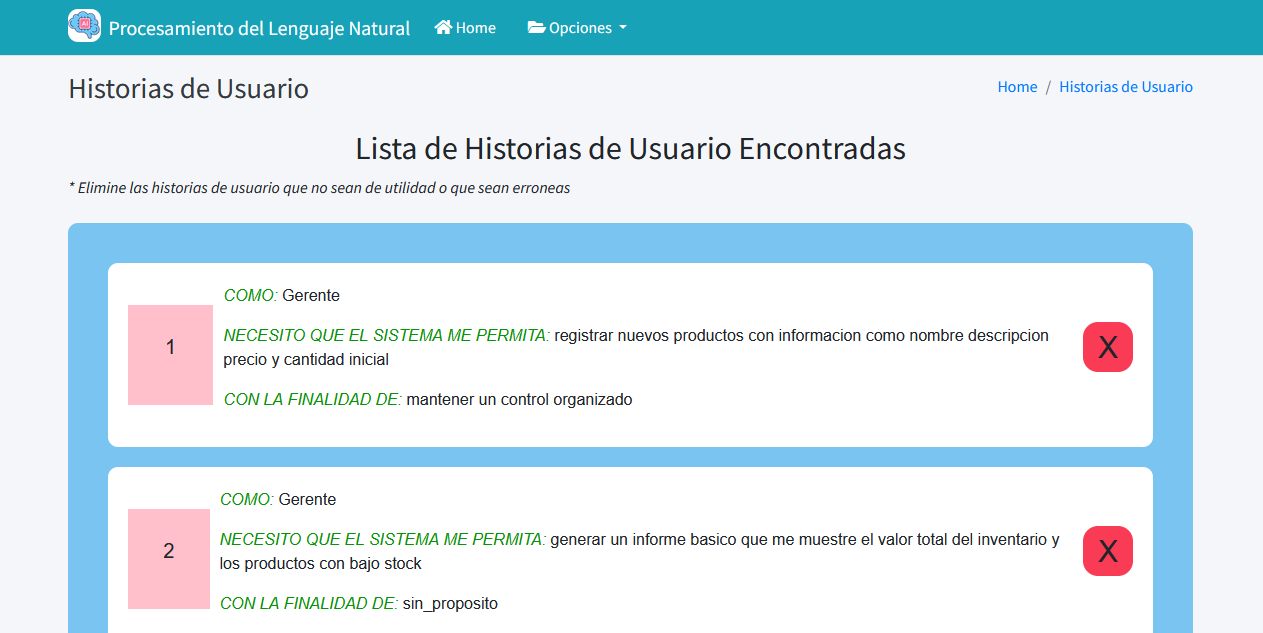 Procesamiento del Lenguaje Natural Home Opciones
Historias de Usuario
Home / Historias de Usuario
Lista de Historias de Usuario Encontradas
* Elimine las historias de usuario que no sean de utilidad o que sean erroneas
1
COMO: Gerente
NECESITO QUE EL SISTEMA ME PERMITA: registrar nuevos productos con informacion como nombre descripcion
precio y cantidad inicial
CON LA FINALIDAD DE: mantener un control organizado
X
2
COMO: Gerente
NECESITO QUE EL SISTEMA ME PERMITA: generar un informe basico que me muestre el valor total del inventario y
los productos con bajo stock
CON LA FINALIDAD DE: sin_proposito
X